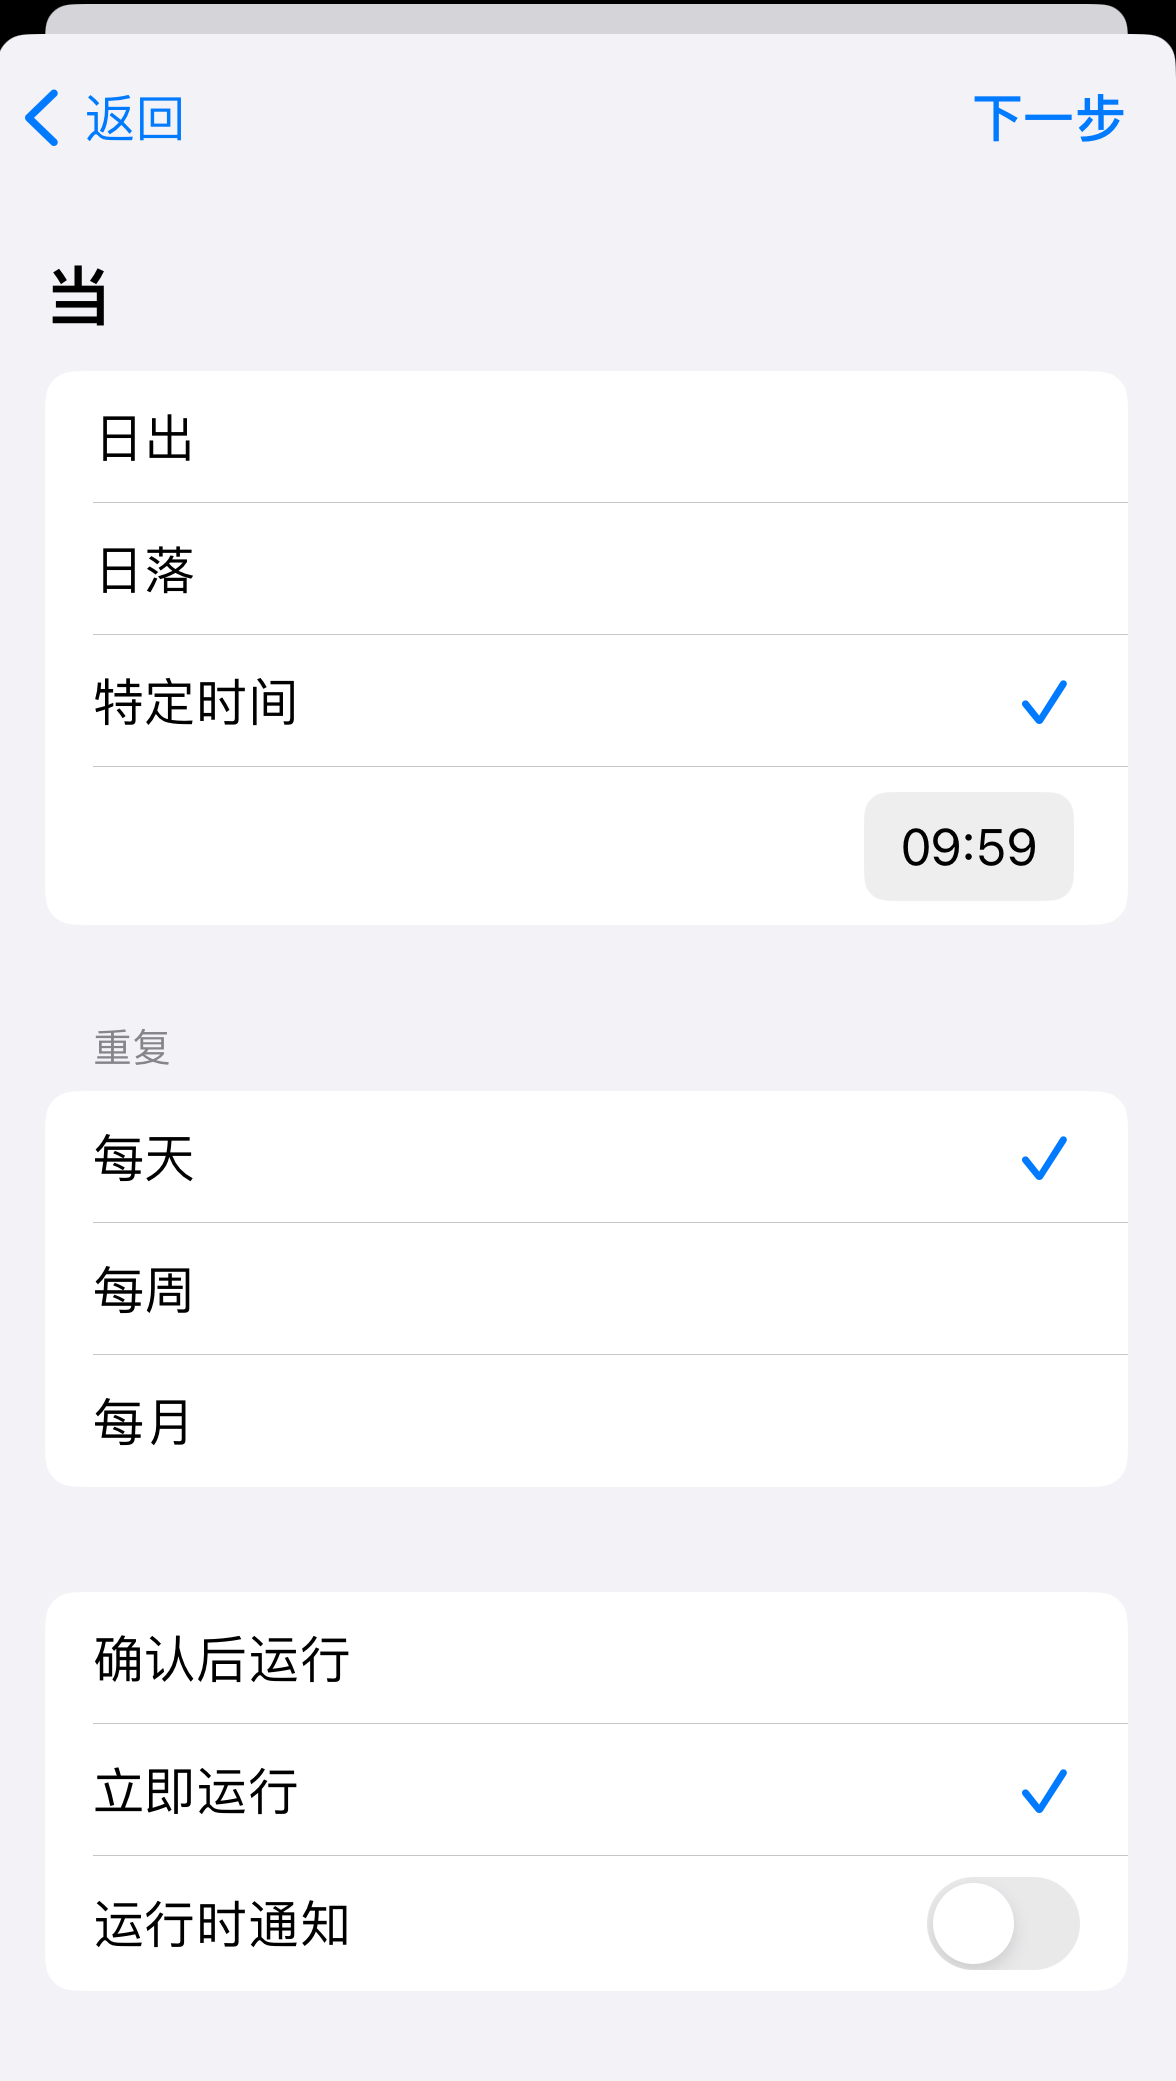 返回
下一步
当
日出
日落
特定时间
09:59
重复
每天
每周
每月
确认后运行
立即运行
运行时通知